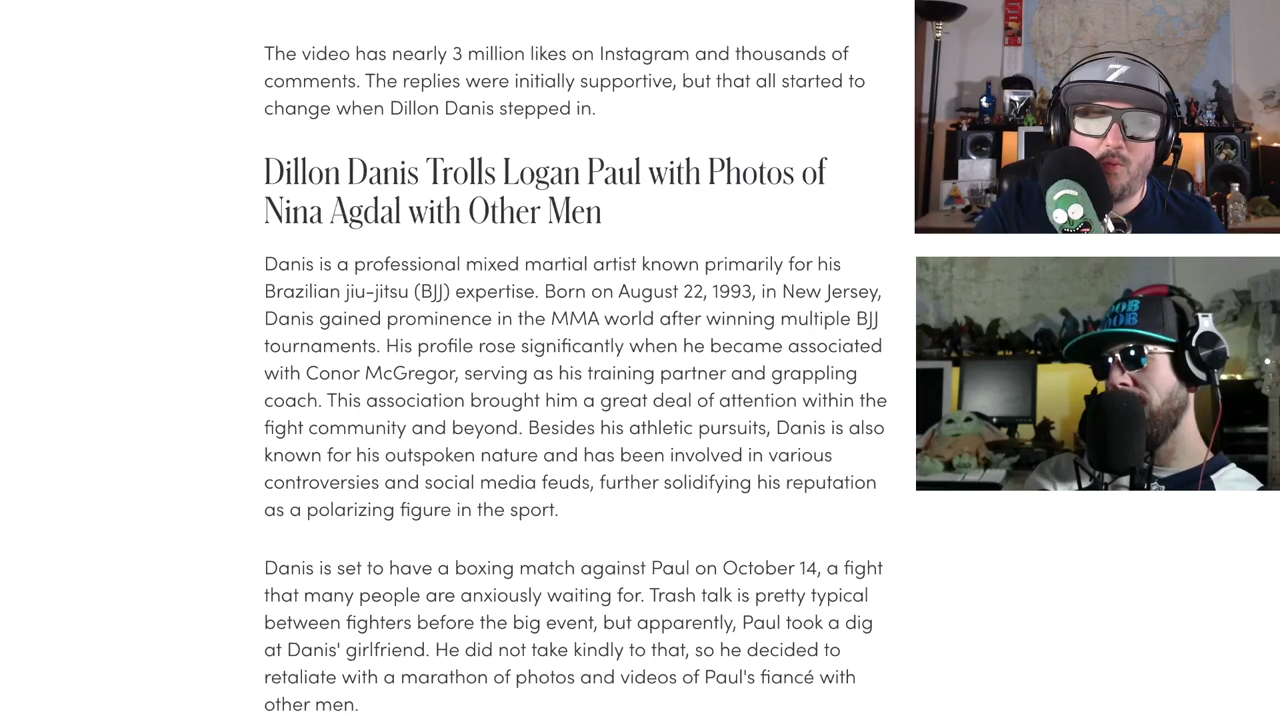 The video has nearly 3 million likes on Instagram and thousands of
comments. The replies were initially supportive, but that all started to
change when Dillon Danis stepped in.
Dillon Danis Trolls Logan Paul with Photos of
Nina Agdal with Other Men
Danis is a professional mixed martial artist known primarily for his
Brazilian jiu-jitsu (BJJ) expertise. Born on August 22, 1993, in New Jersey,
Danis gained prominence in the MMA world after winning multiple BJJ
tournaments. His profile rose significantly when he became associated
with Conor McGregor, serving as his training partner and grappling
coach. This association brought him a great deal of attention within the
fight community and beyond. Besides his athletic pursuits, Danis is also
known for his outspoken nature and has been involved in various
controversies and social media feuds, further solidifying his reputation
as a polarizing figure in the sport.
Danis is set to have a boxing match against Paul on October 14, a fight
that many people are anxiously waiting for. Trash talk is pretty typical
between fighters before the big event, but apparently, Paul took a dig
at Danis' girlfriend. He did not take kindly to that, so he decided to
retaliate with a marathon of photos and videos of Paul's fiancé with
other men.
Z